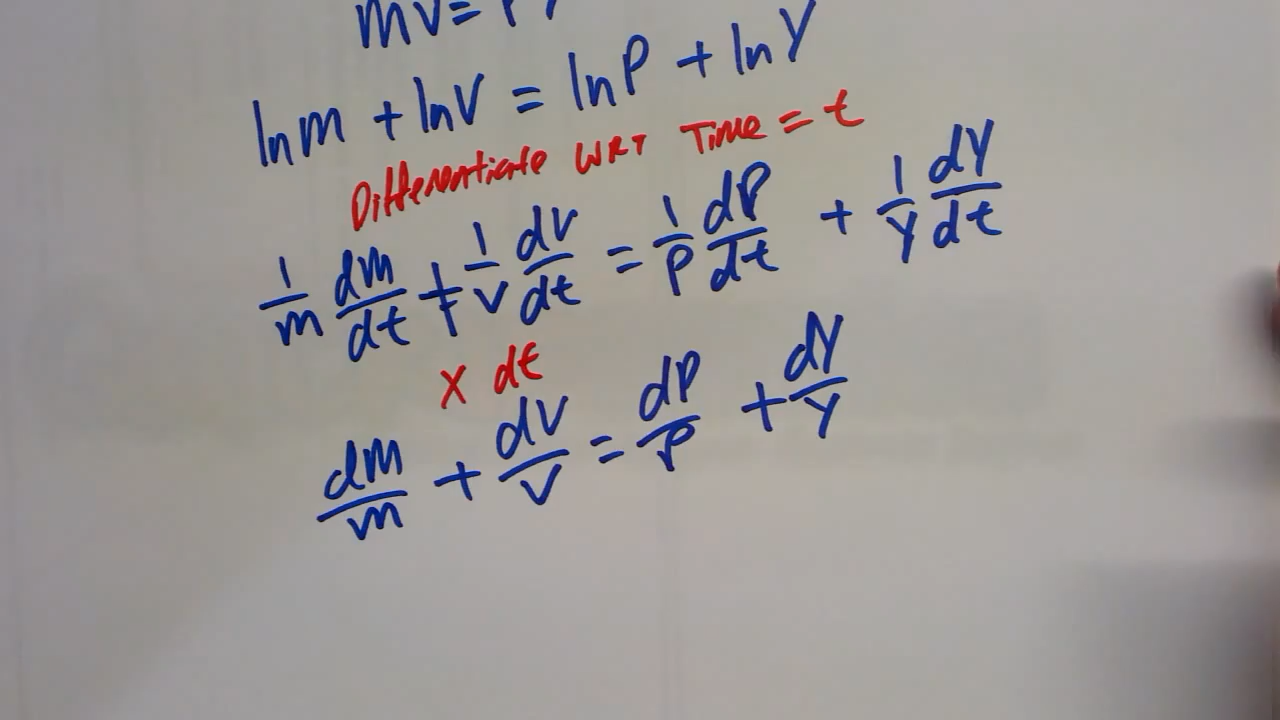 mV = P
ln m + ln V = ln P + ln Y
Differentiate WRT Time = t
1/m dm/dt + 1/V dV/dt = 1/P dP/dt + 1/Y dY/dt
x dt
dm/m + dV/V = dP/P + dY/Y